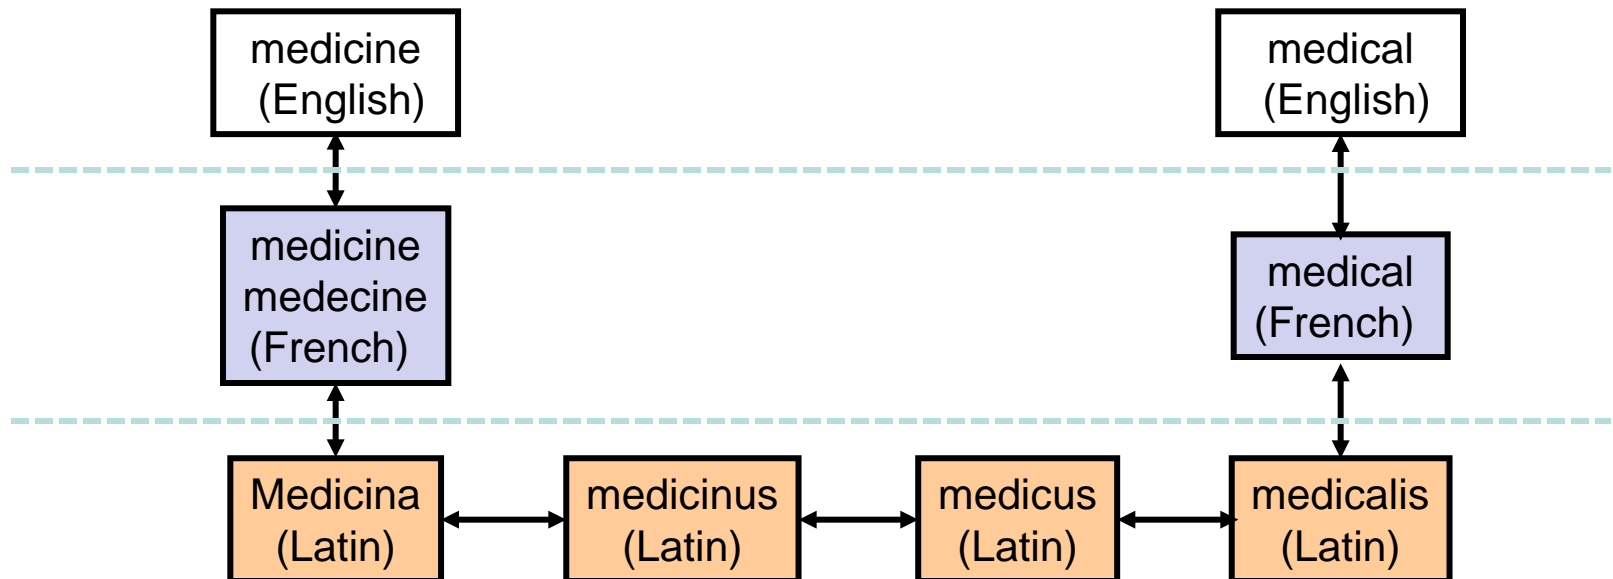 medicine
(English)
medical
(English)
medicine
medecine
(French)
medical
(French)
Medicina
(Latin)
medicinus
(Latin)
medicus
(Latin)
medicalis
(Latin)